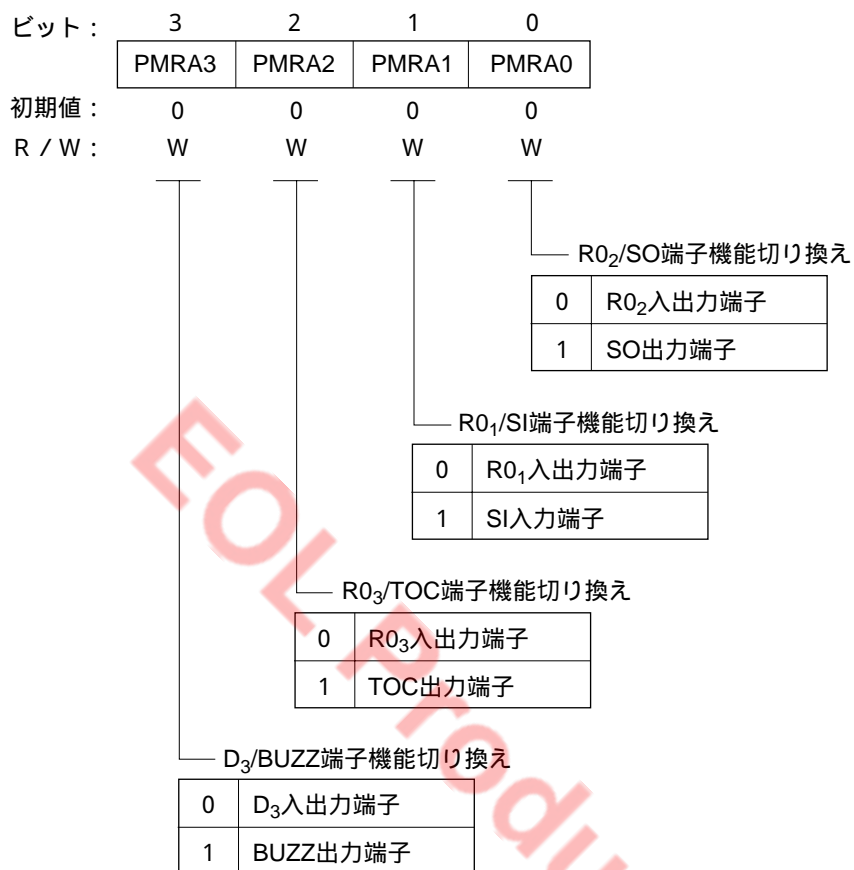 ビット： 3 2 1 0
PMRA3 PMRA2 PMRA1 PMRA0
初期値： 0 0 0 0
R／W： W W W W
R0₂/SO端子機能切り換え
0 R0₂入出力端子
1 SO出力端子
R0₁/SI端子機能切り換え
0 R0₁入出力端子
1 SI入力端子
R0₃/TOC端子機能切り換え
0 R0₃入出力端子
1 TOC出力端子
D₃/BUZZ端子機能切り換え
0 D₃入出力端子
1 BUZZ出力端子
EOL Produ